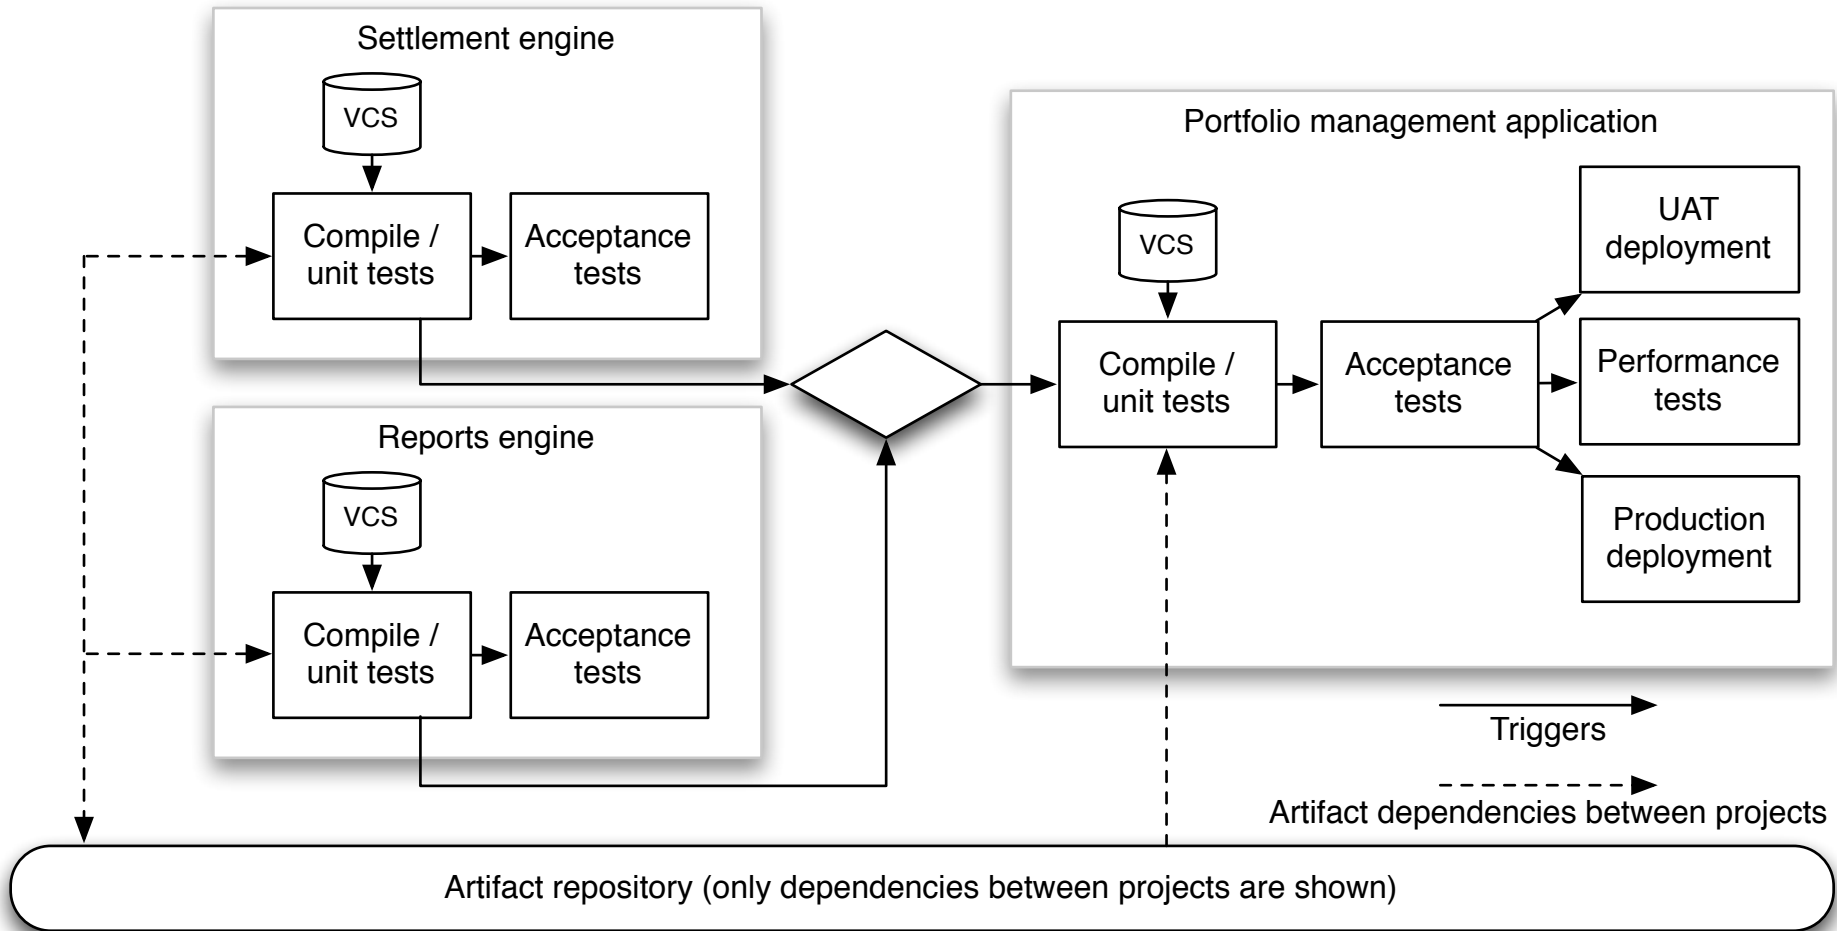 Settlement engine
VCS
Compile /
unit tests
Acceptance
tests
Reports engine
VCS
Compile /
unit tests
Acceptance
tests
Portfolio management application
VCS
Compile /
unit tests
Acceptance
tests
UAT
deployment
Performance
tests
Production
deployment
Triggers
Artifact dependencies between projects
Artifact repository (only dependencies between projects are shown)